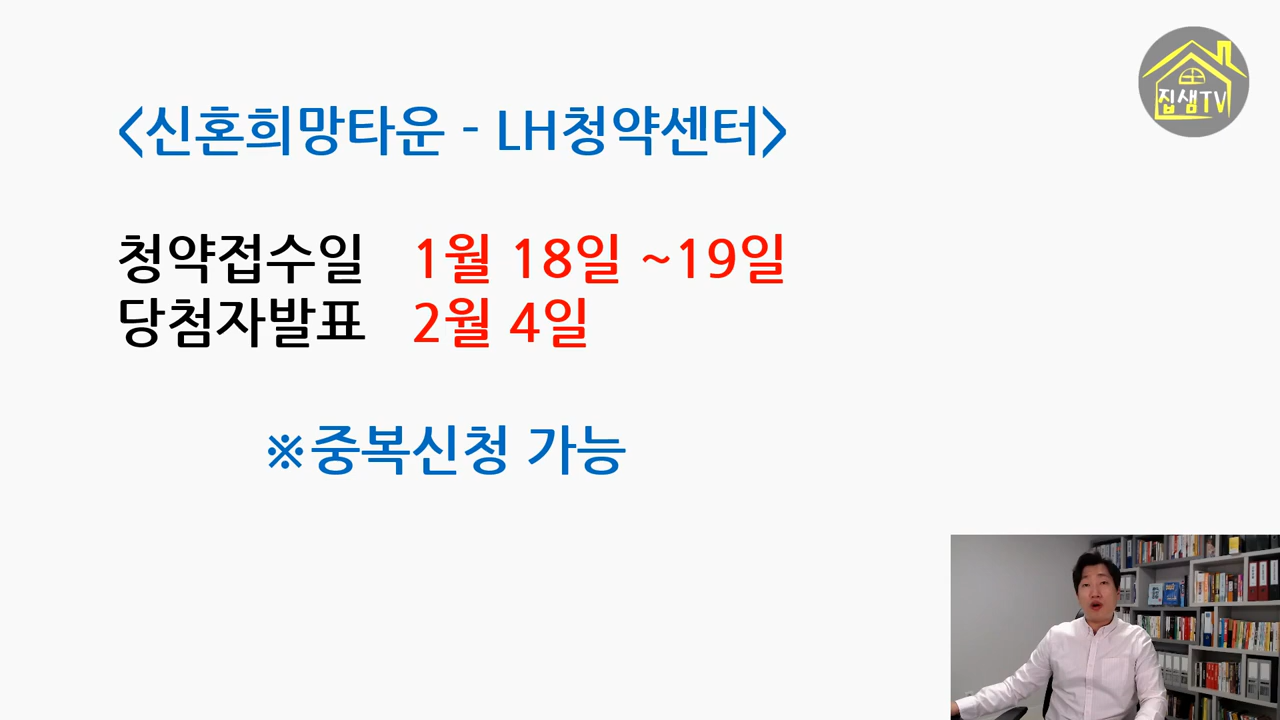 집샘TV
<신혼희망타운 - LH청약센터>
청약접수일 1월 18일 ~19일
당첨자발표 2월 4일
※중복신청 가능